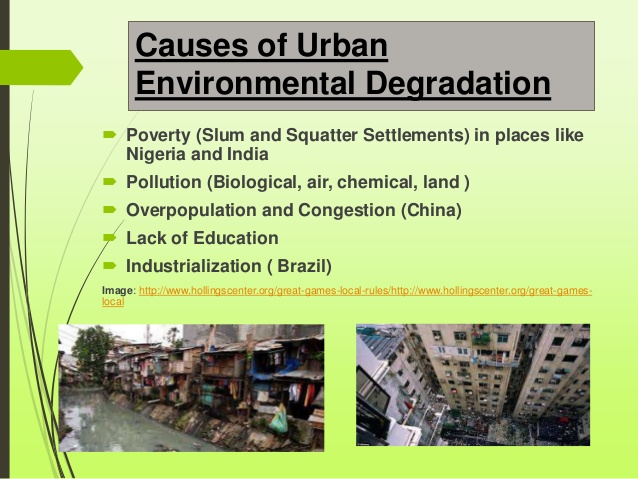 Causes of Urban
Environmental Degradation
Poverty (Slum and Squatter Settlements) in places like
Nigeria and India
Pollution (Biological, air, chemical, land )
Overpopulation and Congestion (China)
Lack of Education
Industrialization ( Brazil)
Image: http://www.hollingscenter.org/great-games-local-rules/http://www.hollingscenter.org/great-games-
local